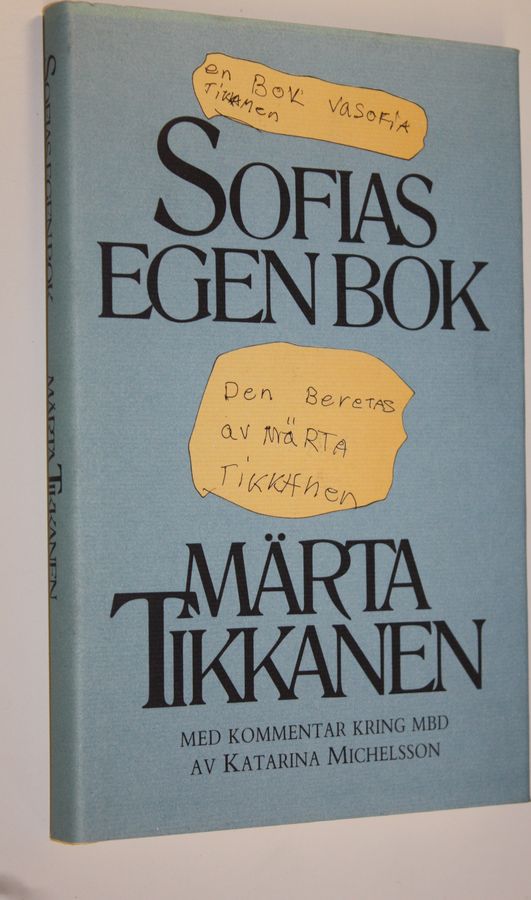 en BOK VASOFIA
TIKAMEN
SOFIAS
EGEN BOK
Den BereTAS
av MÄRTA
TIKKAnen
MÄRTA
TIKKANEN
MED KOMMENTAR KRING MBD
AV KATARINA MICHELSSON
SOFIAS EGEN BOK MÄRTA TIKKANEN